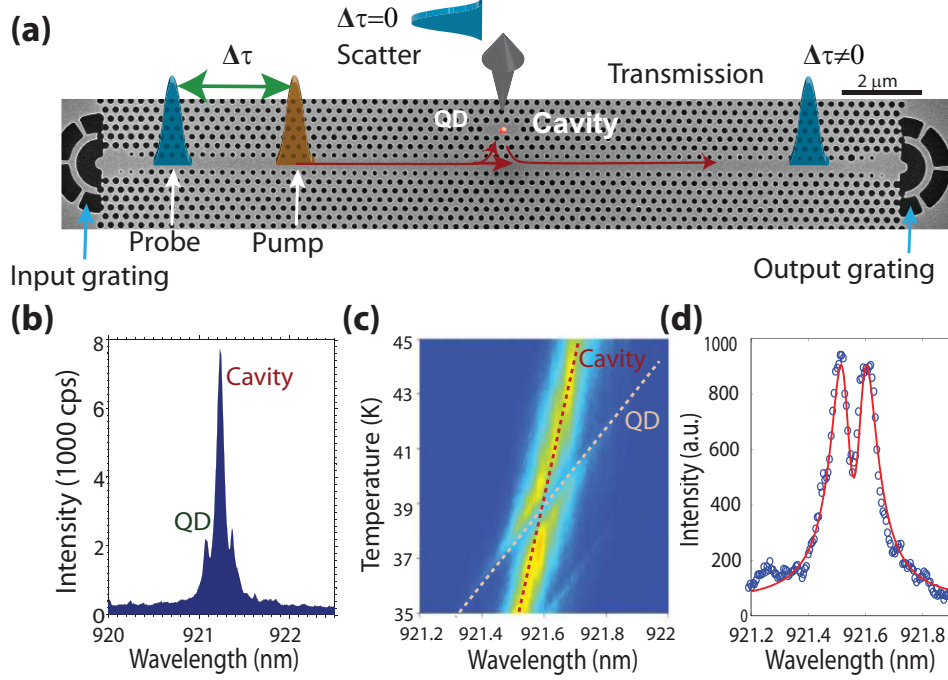 (a)
Δτ=0
Scatter
Δτ
Transmission
Δτ≠0
2 μm
QD
Cavity
Probe
Pump
Input grating
Output grating
(b)
Intensity (1000 cps)
8
6
4
2
0
Cavity
QD
920
921
922
Wavelength (nm)
(c)
Temperature (K)
45
43
41
39
37
35
Cavity
QD
921.2
921.4
921.6
921.8
922
Wavelength (nm)
(d)
Intensity (a.u.)
1000
800
600
400
200
0
921.2
921.4
921.6
921.8
Wavelength (nm)